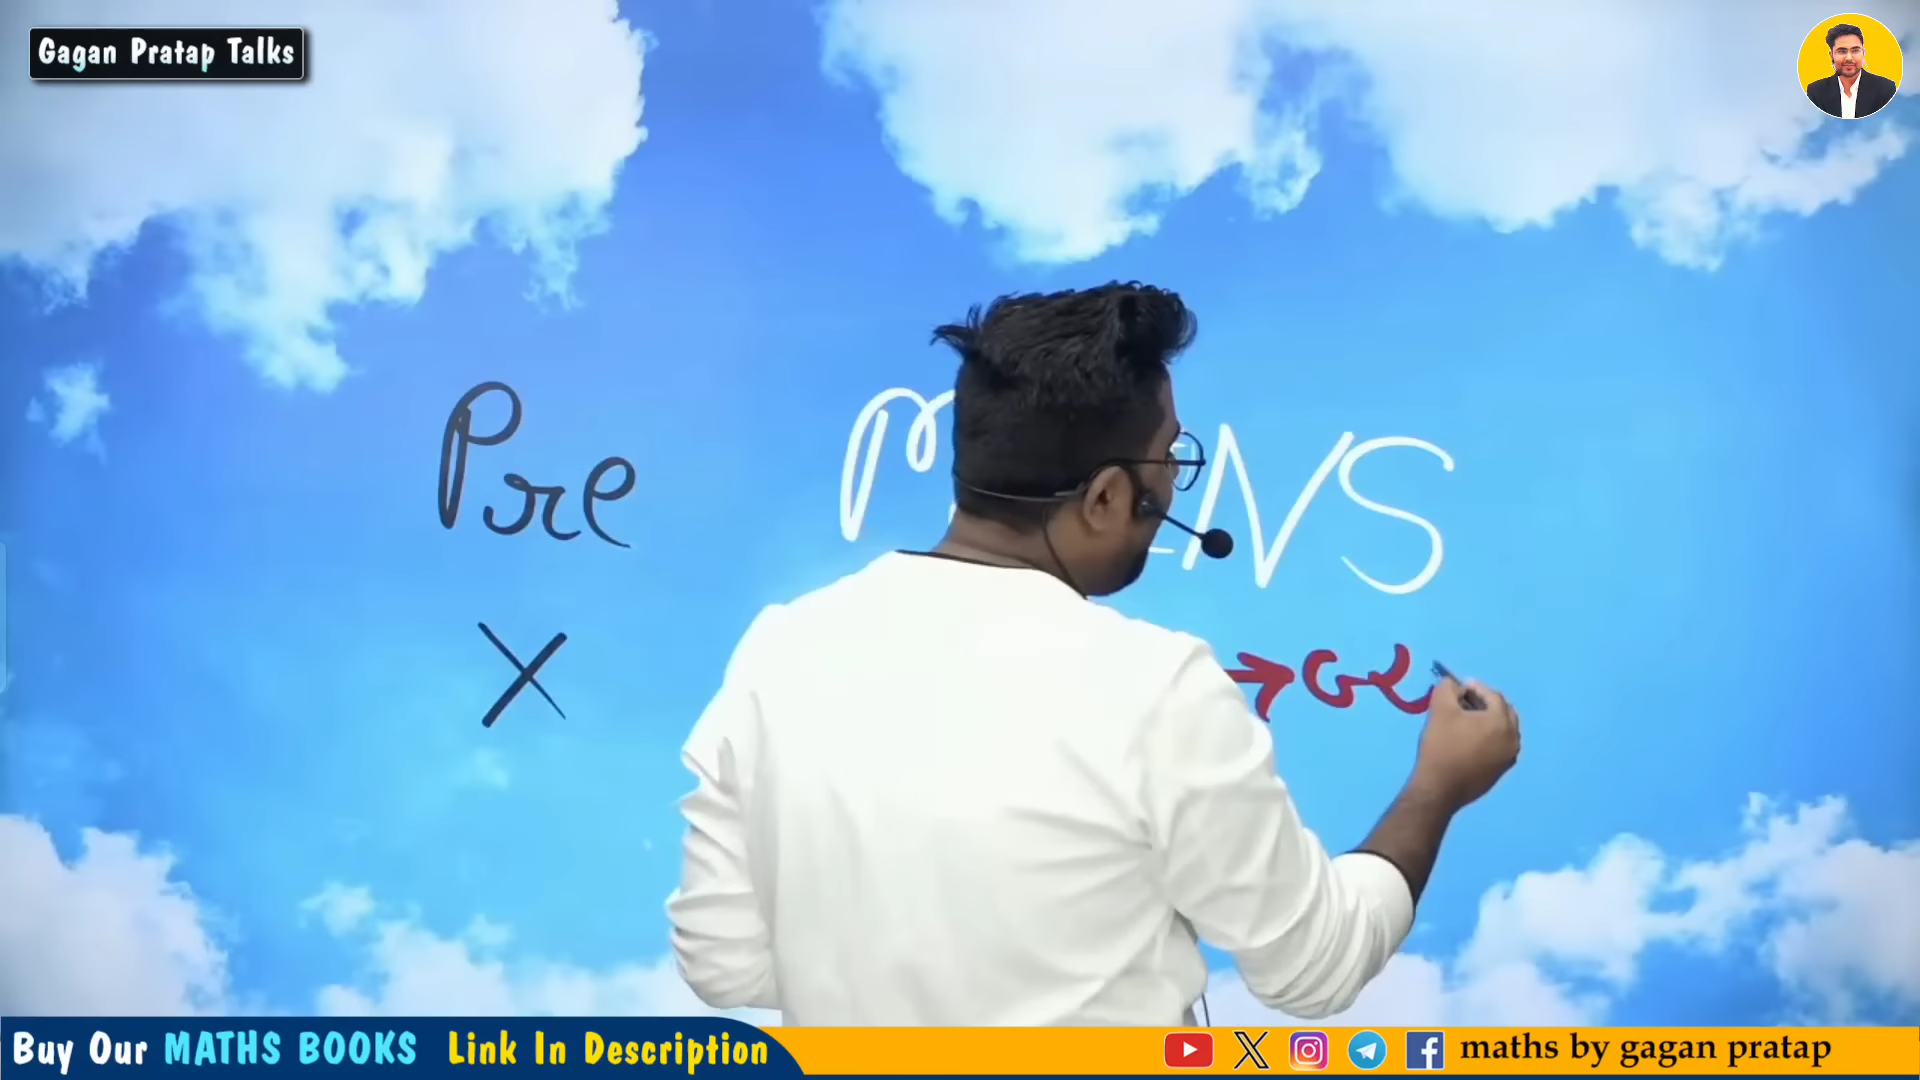 Gagan Pratap Talks
Pre
X
Buy Our MATHS BOOKS Link In Description
maths by gagan pratap